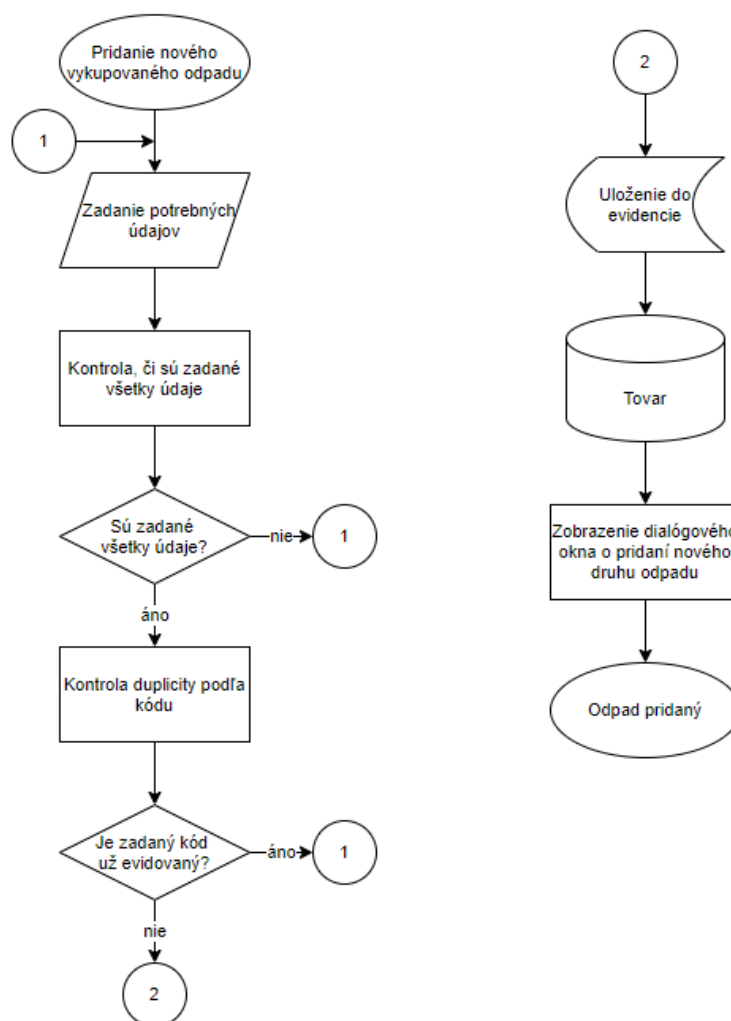 Pridanie nového
vykupovaného odpadu
1
Zadanie potrebných
údajov
Kontrola, či sú zadané
všetky údaje
Sú zadané
všetky údaje?
nie
1
áno
Kontrola duplicity podľa
kódu
Je zadaný kód
už evidovaný?
áno
1
nie
2
2
Uloženie do
evidencie
Tovar
Zobrazenie dialógového
okna o pridaní nového
druhu odpadu
Odpad pridaný